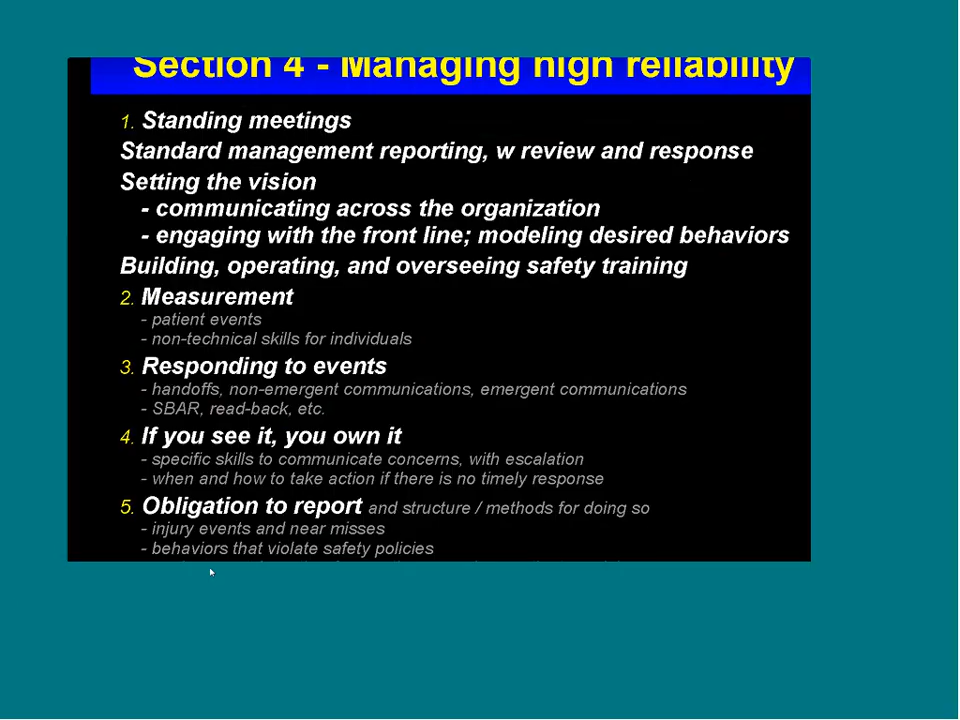 Section 4 - Managing high reliability
1. Standing meetings
Standard management reporting, w review and response
Setting the vision
- communicating across the organization
- engaging with the front line; modeling desired behaviors
Building, operating, and overseeing safety training
2. Measurement
- patient events
- non-technical skills for individuals
3. Responding to events
- handoffs, non-emergent communications, emergent communications
- SBAR, read-back, etc.
4. If you see it, you own it
- specific skills to communicate concerns, with escalation
- when and how to take action if there is no timely response
5. Obligation to report and structure / methods for doing so
- injury events and near misses
- behaviors that violate safety policies